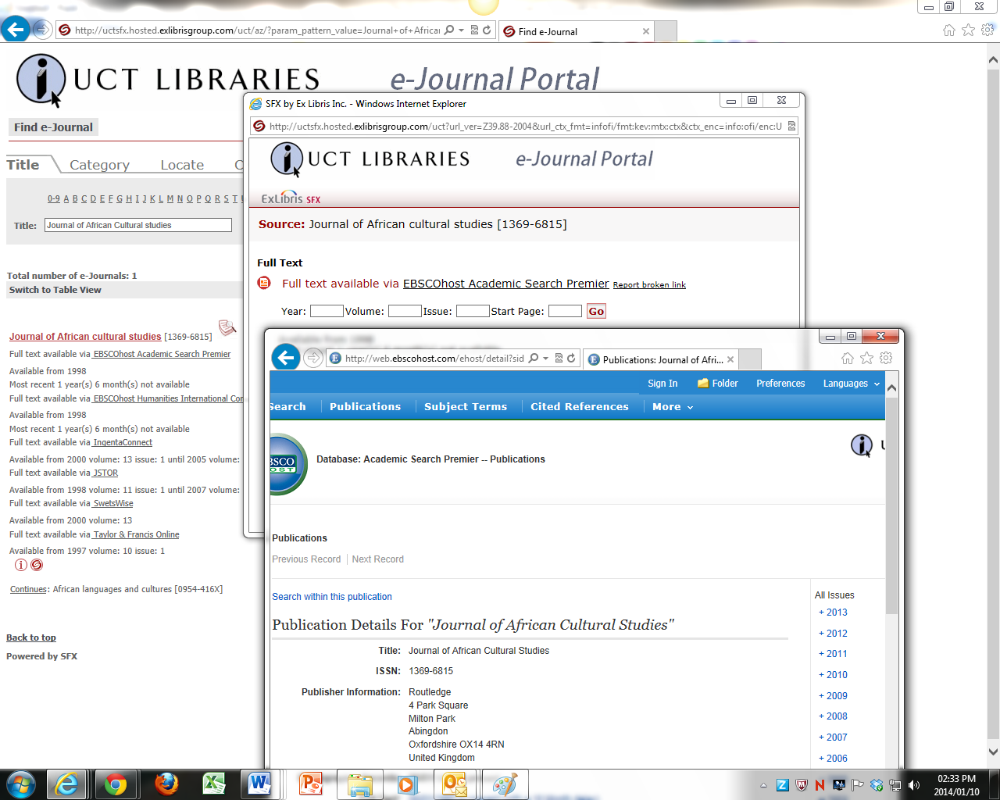 http://uctsfx.hosted.exlibrisgroup.com/uct/az/?param_pattern_value=Journal+of+African
Find e-Journal
UCT LIBRARIES
e-Journal Portal
Find e-Journal
Title
Category
Locate
0-9 A B C D E F G H I J K L M N O P Q R S T
Title: Journal of African Cultural studies
Total number of e-Journals: 1
Switch to Table View
Journal of African cultural studies [1369-6815]
Full text available via EBSCOhost Academic Search Premier
Available from 1998
Most recent 1 year(s) 6 month(s) not available
Full text available via EBSCOhost Humanities International
Available from 1998
Most recent 1 year(s) 6 month(s) not available
Full text available via IngentaConnect
Available from 2000 volume: 13 issue: 1 until 2005 volume:
Full text available via JSTOR
Available from 1998 volume: 11 issue: 1 until 2007 volume:
Full text available via SwetsWise
Available from 2000 volume: 13
Full text available via Taylor & Francis Online
Available from 1997 volume: 10 issue: 1
Continues: African languages and cultures [0954-416X]
Back to top
Powered by SFX
SFX by Ex Libris Inc. - Windows Internet Explorer
http://uctsfx.hosted.exlibrisgroup.com/uct?url_ver=Z39.88-2004&url_ctx_fmt=infofi/fmt:kev:mtx:ctx&ctx_enc=info:ofi/enc:U
UCT LIBRARIES
e-Journal Portal
ExLibris SFX
Source: Journal of African cultural studies [1369-6815]
Full Text
Full text available via EBSCOhost Academic Search Premier Report broken link
Year: Volume: Issue: Start Page: Go
http://web.ebscohost.com/ehost/detail?sid
Publications: Journal of Afri...
Sign In Folder Preferences Languages
Search Publications Subject Terms Cited References More
Database: Academic Search Premier -- Publications
Publications
Previous Record Next Record
Search within this publication
Publication Details For "Journal of African Cultural Studies"
Title: Journal of African Cultural Studies
ISSN: 1369-6815
Publisher Information: Routledge
4 Park Square
Milton Park
Abingdon
Oxfordshire OX14 4RN
United Kingdom
All Issues
+ 2013
+ 2012
+ 2011
+ 2010
+ 2009
+ 2008
+ 2007
+ 2006
02:33 PM
2014/01/10